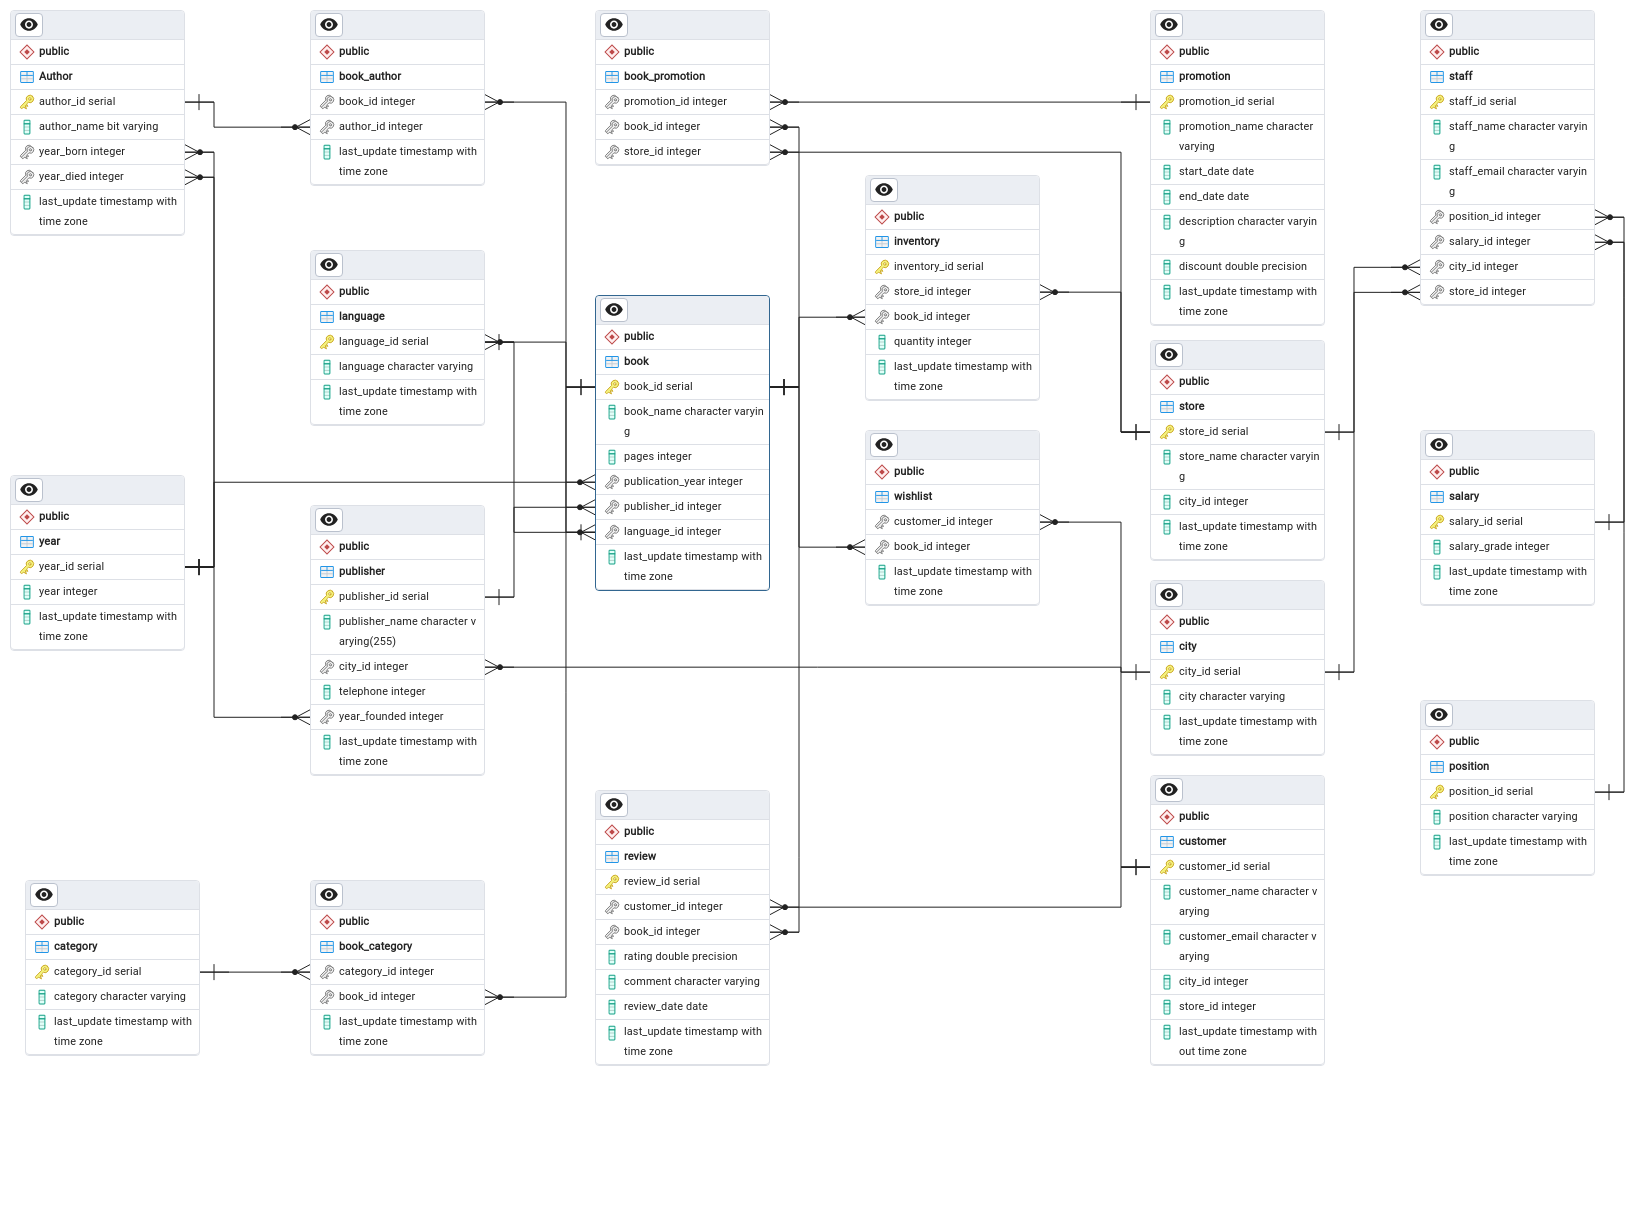 public
Author
author_id serial
author_name bit varying
year_born integer
year_died integer
last_update timestamp with
time zone
public
book_author
book_id integer
author_id integer
last_update timestamp with
time zone
public
book_promotion
promotion_id integer
book_id integer
store_id integer
public
promotion
promotion_id serial
promotion_name character
varying
start_date date
end_date date
description character varyin
g
discount double precision
last_update timestamp with
time zone
public
staff
staff_id serial
staff_name character varyin
g
staff_email character varyin
g
position_id integer
salary_id integer
city_id integer
store_id integer
public
inventory
inventory_id serial
store_id integer
book_id integer
quantity integer
last_update timestamp with
time zone
public
language
language_id serial
language character varying
last_update timestamp with
time zone
public
book
book_id serial
book_name character varyin
g
pages integer
publication_year integer
publisher_id integer
language_id integer
last_update timestamp with
time zone
public
store
store_id serial
store_name character varyin
g
city_id integer
last_update timestamp with
time zone
public
wishlist
customer_id integer
book_id integer
last_update timestamp with
time zone
public
salary
salary_id serial
salary_grade integer
last_update timestamp with
time zone
public
year
year_id serial
year integer
last_update timestamp with
time zone
public
publisher
publisher_id serial
publisher_name character v
arying(255)
city_id integer
telephone integer
year_founded integer
last_update timestamp with
time zone
public
city
city_id serial
city character varying
last_update timestamp with
time zone
public
position
position_id serial
position character varying
last_update timestamp with
time zone
public
customer
customer_id serial
customer_name character v
arying
customer_email character v
arying
city_id integer
store_id integer
last_update timestamp with
out time zone
public
review
review_id serial
customer_id integer
book_id integer
rating double precision
comment character varying
review_date date
last_update timestamp with
time zone
public
category
category_id serial
category character varying
last_update timestamp with
time zone
public
book_category
category_id integer
book_id integer
last_update timestamp with
time zone